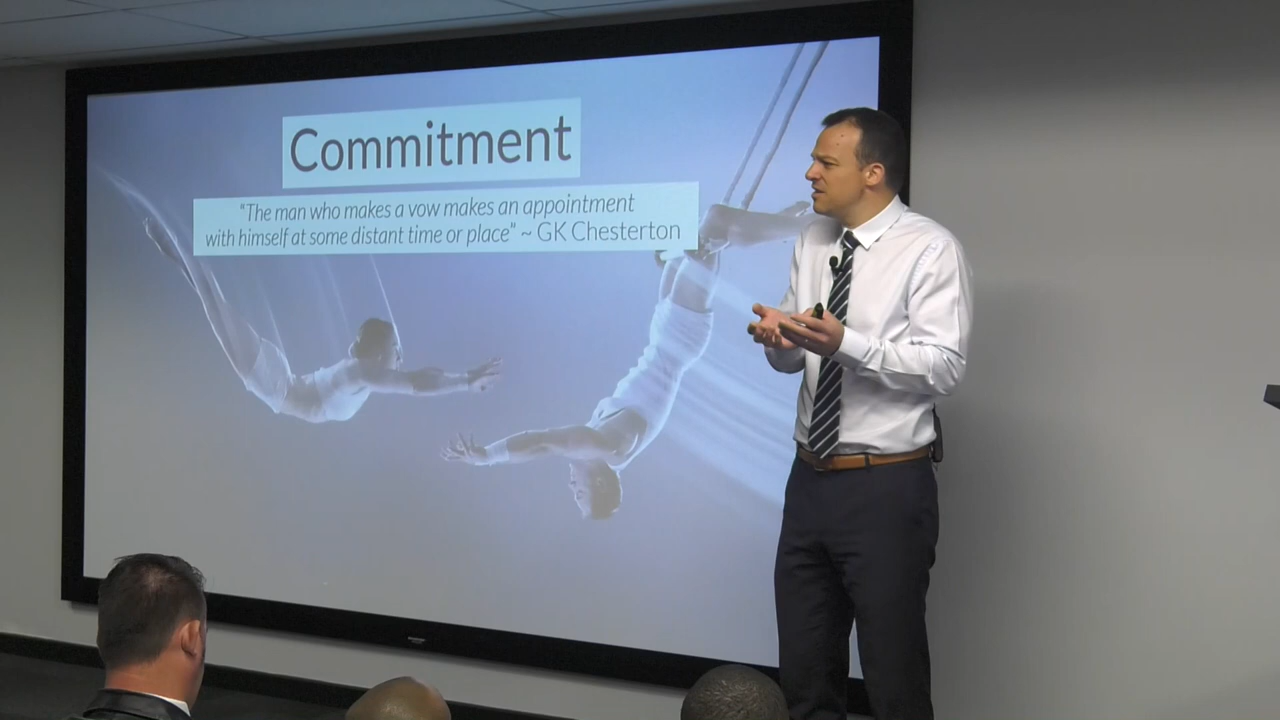 Commitment
"The man who makes a vow makes an appointment
with himself at some distant time or place" ~ GK Chesterton